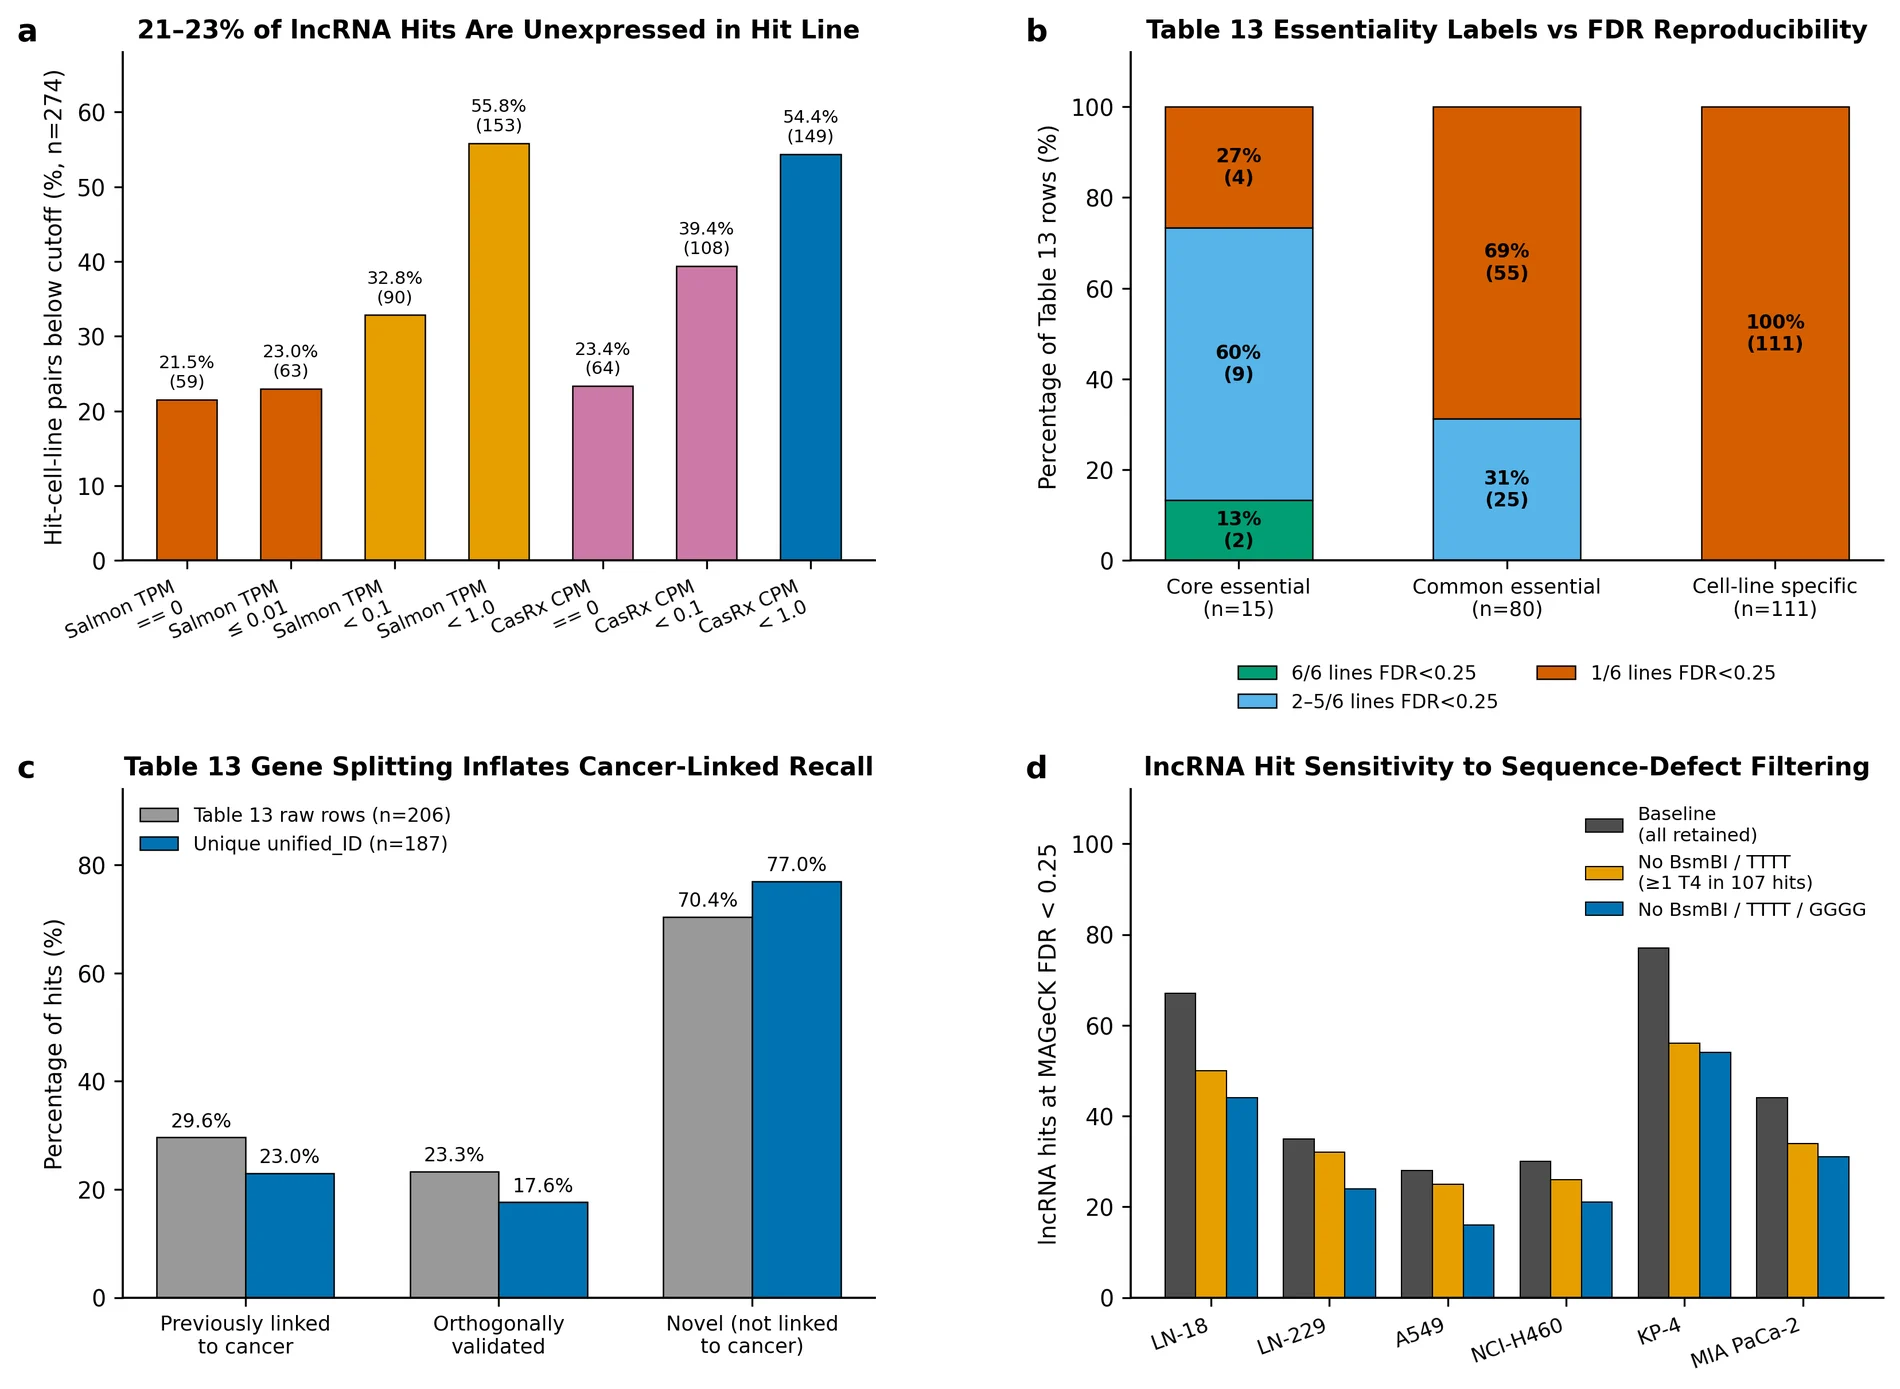 a
21–23% of lncRNA Hits Are Unexpressed in Hit Line
Hit-cell-line pairs below cutoff (%, n=274)
60
50
40
30
20
10
0
21.5%
(59)
23.0%
(63)
32.8%
(90)
55.8%
(153)
23.4%
(64)
39.4%
(108)
54.4%
(149)
Salmon TPM
== 0
Salmon TPM
≤ 0.01
Salmon TPM
< 0.1
Salmon TPM
< 1.0
CasRx CPM
== 0
CasRx CPM
< 0.1
CasRx CPM
< 1.0
b
Table 13 Essentiality Labels vs FDR Reproducibility
Percentage of Table 13 rows (%)
100
80
60
40
20
0
27%
(4)
60%
(9)
13%
(2)
69%
(55)
31%
(25)
100%
(111)
Core essential
(n=15)
Common essential
(n=80)
Cell-line specific
(n=111)
6/6 lines FDR<0.25
2–5/6 lines FDR<0.25
1/6 lines FDR<0.25
c
Table 13 Gene Splitting Inflates Cancer-Linked Recall
Table 13 raw rows (n=206)
Unique unified_ID (n=187)
Percentage of hits (%)
80
60
40
20
0
29.6%
23.0%
23.3%
17.6%
70.4%
77.0%
Previously linked
to cancer
Orthogonally
validated
Novel (not linked
to cancer)
d
lncRNA Hit Sensitivity to Sequence-Defect Filtering
Baseline
(all retained)
No BsmBI / TTTT
(≥1 T4 in 107 hits)
No BsmBI / TTTT / GGGG
lncRNA hits at MAGeCK FDR < 0.25
100
80
60
40
20
0
LN-18
LN-229
A549
NCI-H460
KP-4
MIA PaCa-2